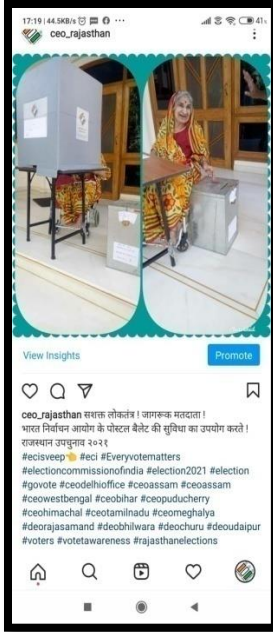 17:19 | 44.5KB/s
41
ceo_rajasthan
View Insights
Promote
ceo_rajasthan सशक्त लोकतंत्र ! जागरूक मतदाता !
भारत निर्वाचन आयोग के पोस्टल बैलेट की सुविधा का उपयोग करते !
राजस्थान उपचुनाव २०२१
#ecisveep #eci #Everyvotematters
#electioncommissionofindia #election2021 #election
#govote #ceodelhioffice #ceoassam #ceoassam
#ceowestbengal #ceobihar #ceopuducherry
#ceohimachal #ceotamilnadu #ceomeghalya
#deorajasamand #deobhilwara #deochuru #deoudaipur
#voters #votetawareness #rajasthanelections